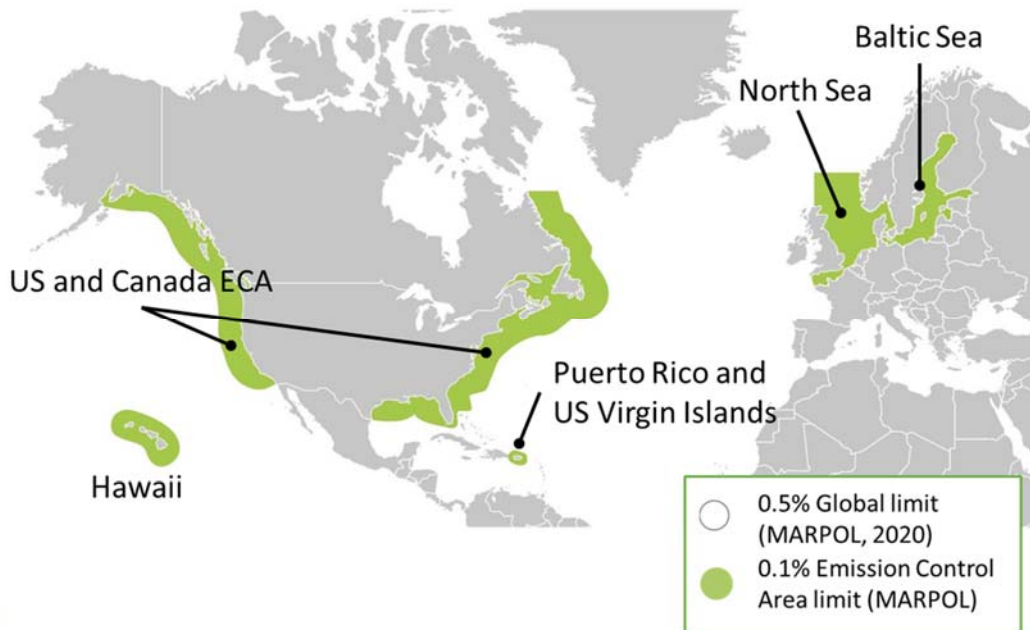 Baltic Sea
North Sea
US and Canada ECA
Puerto Rico and
US Virgin Islands
Hawaii
0.5% Global limit
(MARPOL, 2020)
0.1% Emission Control
Area limit (MARPOL)